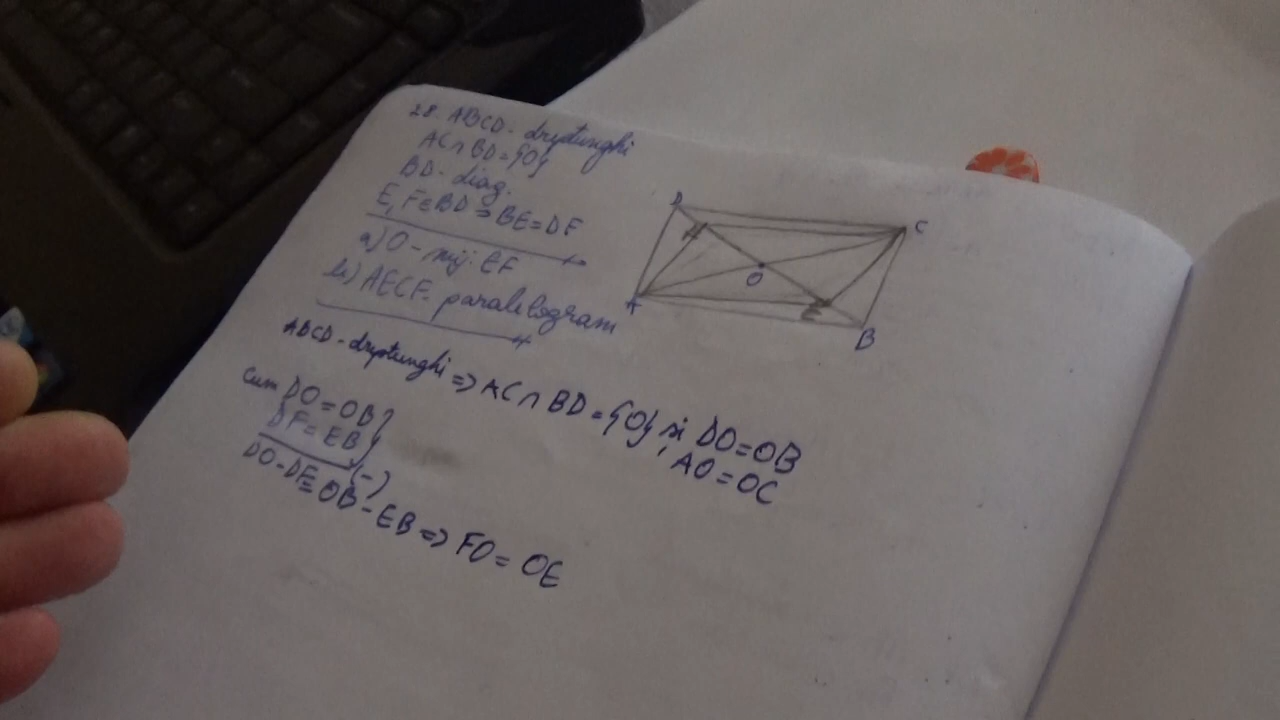 28. ABCD - dreptunghi
AC∩BD={O}
BD - diag.
E, F∈BD ⇒ BE=DF
a) O - mij. EF
b) AECF - paralelogram
D
C
F
O
A
E
B
ABCD - dreptunghi ⇒ AC∩BD={O} și DO=OB
, AO=OC
Cum DO=OB
DF=EB
(-)
DO-DF=OB-EB ⇒ FO=OE